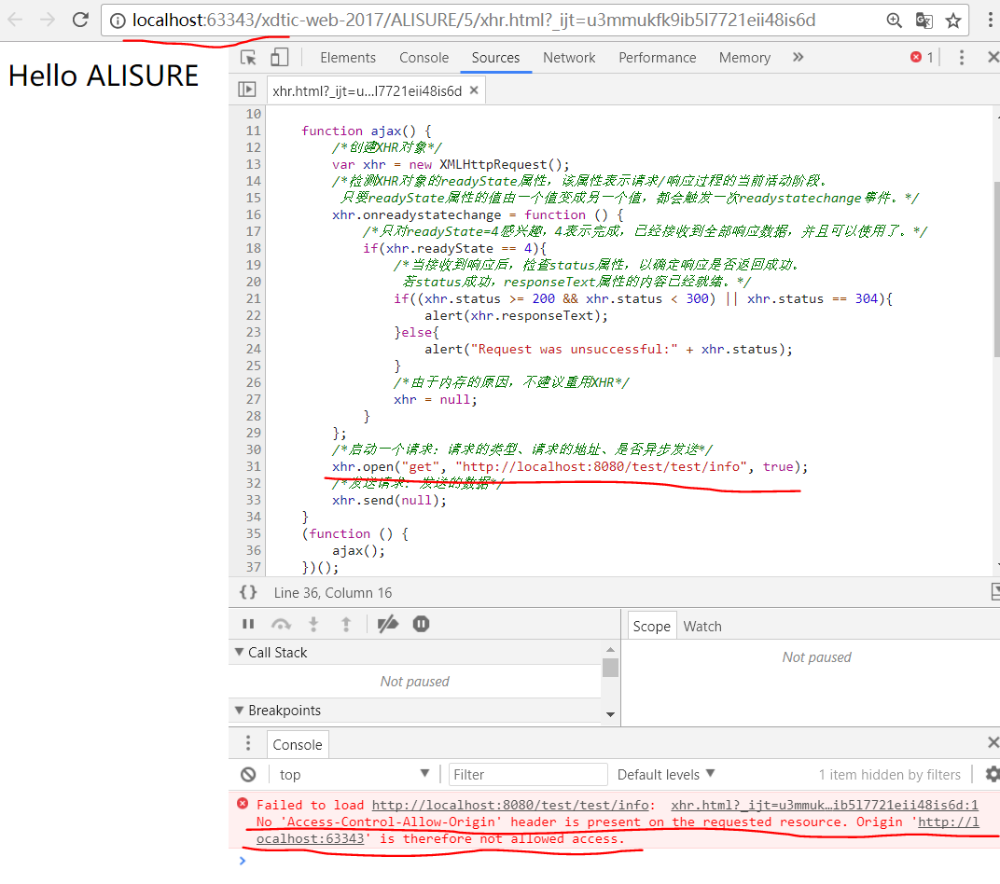 localhost:63343/xdtic-web-2017/ALISURE/5/xhr.html?_ijt=u3mmukfk9ib5l7721eii48is6d
Hello ALISURE
Elements Console Sources Network Performance Memory » 1
xhr.html?_ijt=u…l7721eii48is6d ×
10
11 function ajax() {
12 /*创建XHR对象*/
13 var xhr = new XMLHttpRequest();
14 /*检测XHR对象的readyState属性，该属性表示请求/响应过程的当前活动阶段。
15 只要readyState属性的值由一个值变成另一个值，都会触发一次readystatechange事件。*/
16 xhr.onreadystatechange = function () {
17 /*只对readyState=4感兴趣，4表示完成，已经接收到全部响应数据，并且可以使用了。*/
18 if(xhr.readyState == 4){
19 /*当接收到响应后，检查status属性，以确定响应是否返回成功。
20 若status成功，responseText属性的内容已经就绪。*/
21 if((xhr.status >= 200 && xhr.status < 300) || xhr.status == 304){
22 alert(xhr.responseText);
23 }else{
24 alert("Request was unsuccessful:" + xhr.status);
25 }
26 /*由于内存的原因，不建议重用XHR*/
27 xhr = null;
28 }
29 };
30 /*启动一个请求：请求的类型、请求的地址、是否异步发送*/
31 xhr.open("get", "http://localhost:8080/test/test/info", true);
32 /*发送请求：发送的数据*/
33 xhr.send(null);
34 }
35 (function () {
36 ajax();
37 })();
{} Line 36, Column 16
Scope Watch
Call Stack
Not paused
Not paused
Breakpoints
Console
top Filter Default levels 1 item hidden by filters
Failed to load http://localhost:8080/test/test/info: xhr.html?_ijt=u3mmuk…ib5l7721eii48is6d:1
No 'Access-Control-Allow-Origin' header is present on the requested resource. Origin 'http://l
ocalhost:63343' is therefore not allowed access.